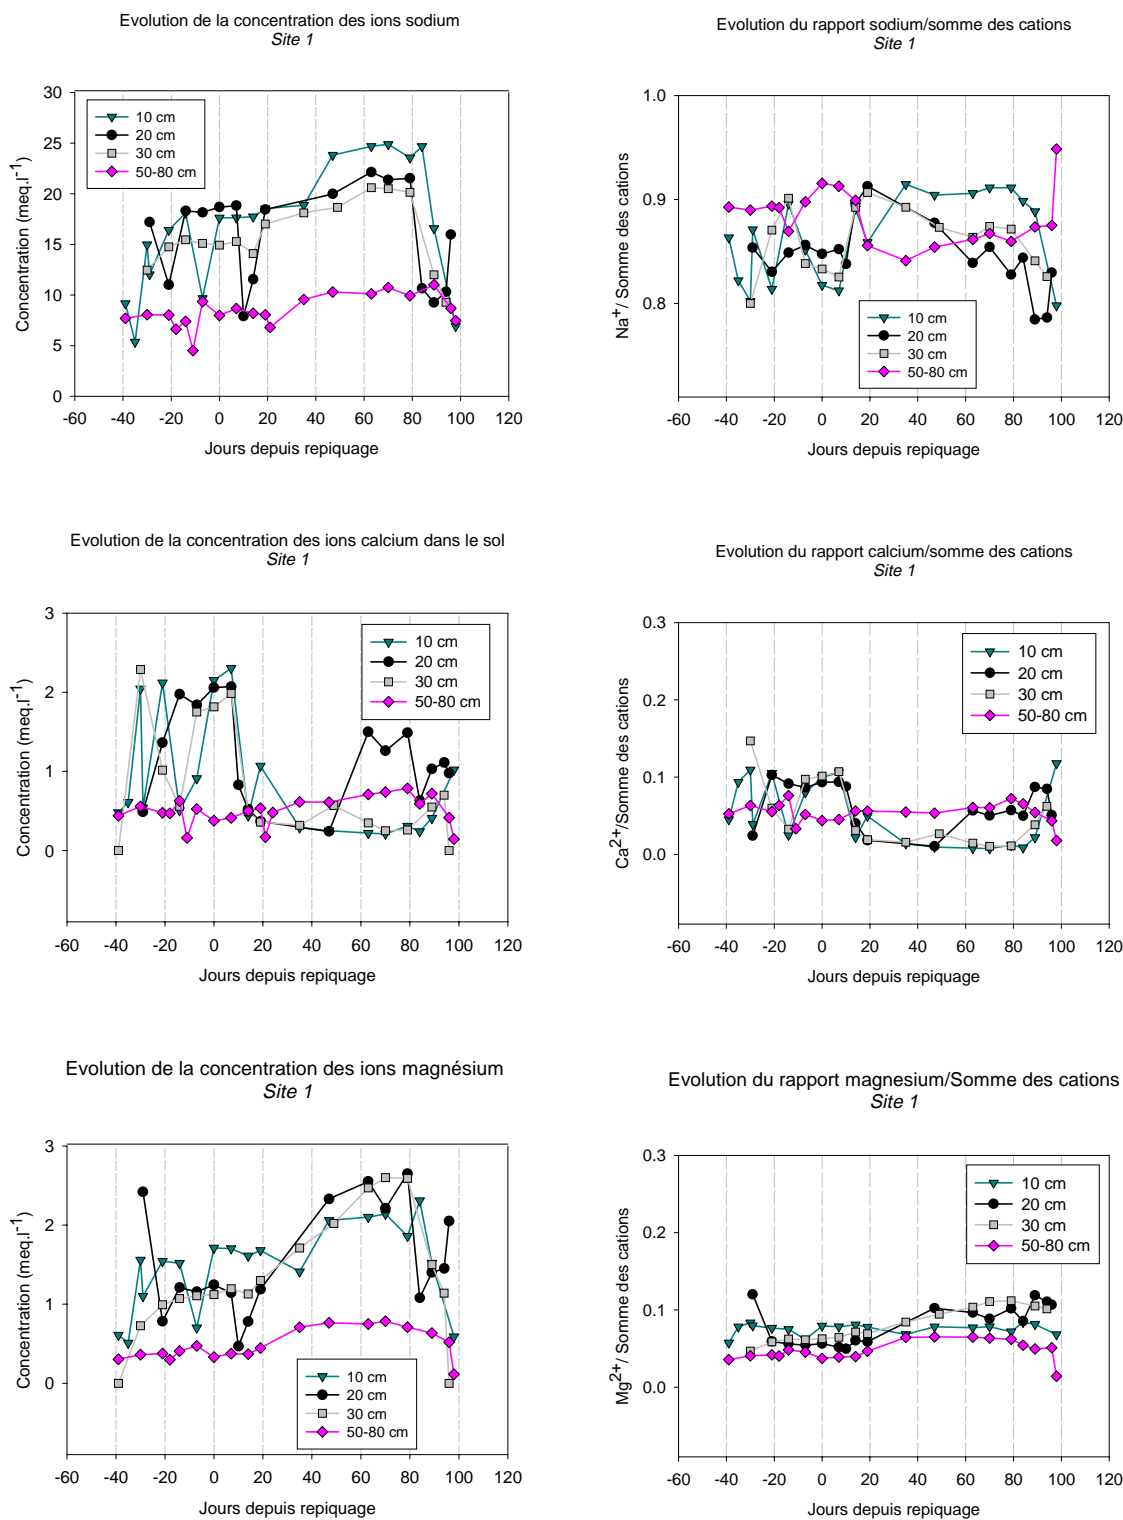 Evolution de la concentration des ions sodium
Site 1
30
25
20
15
10
5
0
Concentration (meq.l-1)
10 cm
20 cm
30 cm
50-80 cm
-60 -40 -20 0 20 40 60 80 100 120
Jours depuis repiquage
Evolution du rapport sodium/somme des cations
Site 1
1.0
0.9
0.8
Na+/ Somme des cations
10 cm
20 cm
30 cm
50-80 cm
-60 -40 -20 0 20 40 60 80 100 120
Jours depuis repiquage
Evolution de la concentration des ions calcium dans le sol
Site 1
3
2
1
0
Concentration (meq.l-1)
10 cm
20 cm
30 cm
50-80 cm
-60 -40 -20 0 20 40 60 80 100 120
Jours depuis repiquage
Evolution du rapport calcium/somme des cations
Site 1
0.3
0.2
0.1
0.0
Ca2+/Somme des cations
10 cm
20 cm
30 cm
50-80 cm
-60 -40 -20 0 20 40 60 80 100 120
Jours depuis repiquage
Evolution de la concentration des ions magnésium
Site 1
3
2
1
0
Concentration (meq.l-1)
10 cm
20 cm
30 cm
50-80 cm
-60 -40 -20 0 20 40 60 80 100 120
Jours depuis repiquage
Evolution du rapport magnesium/Somme des cations
Site 1
0.3
0.2
0.1
0.0
Mg2+/ Somme des cations
10 cm
20 cm
30 cm
50-80 cm
-60 -40 -20 0 20 40 60 80 100 120
Jours depuis repiquage